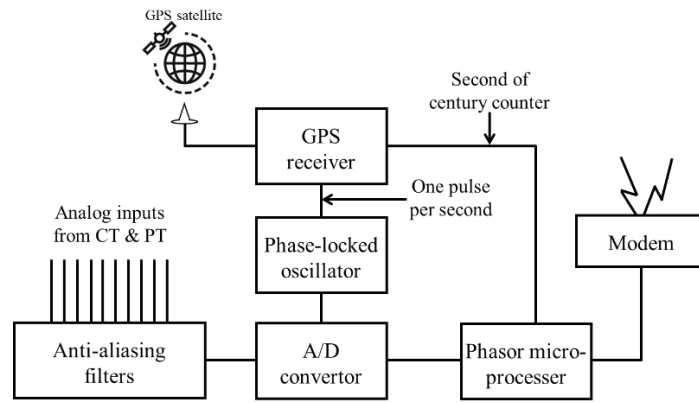 GPS satellite
Second of
century counter
GPS
receiver
One pulse
per second
Analog inputs
from CT & PT
Phase-locked
oscillator
Modem
Anti-aliasing
filters
A/D
convertor
Phasor micro-
processer